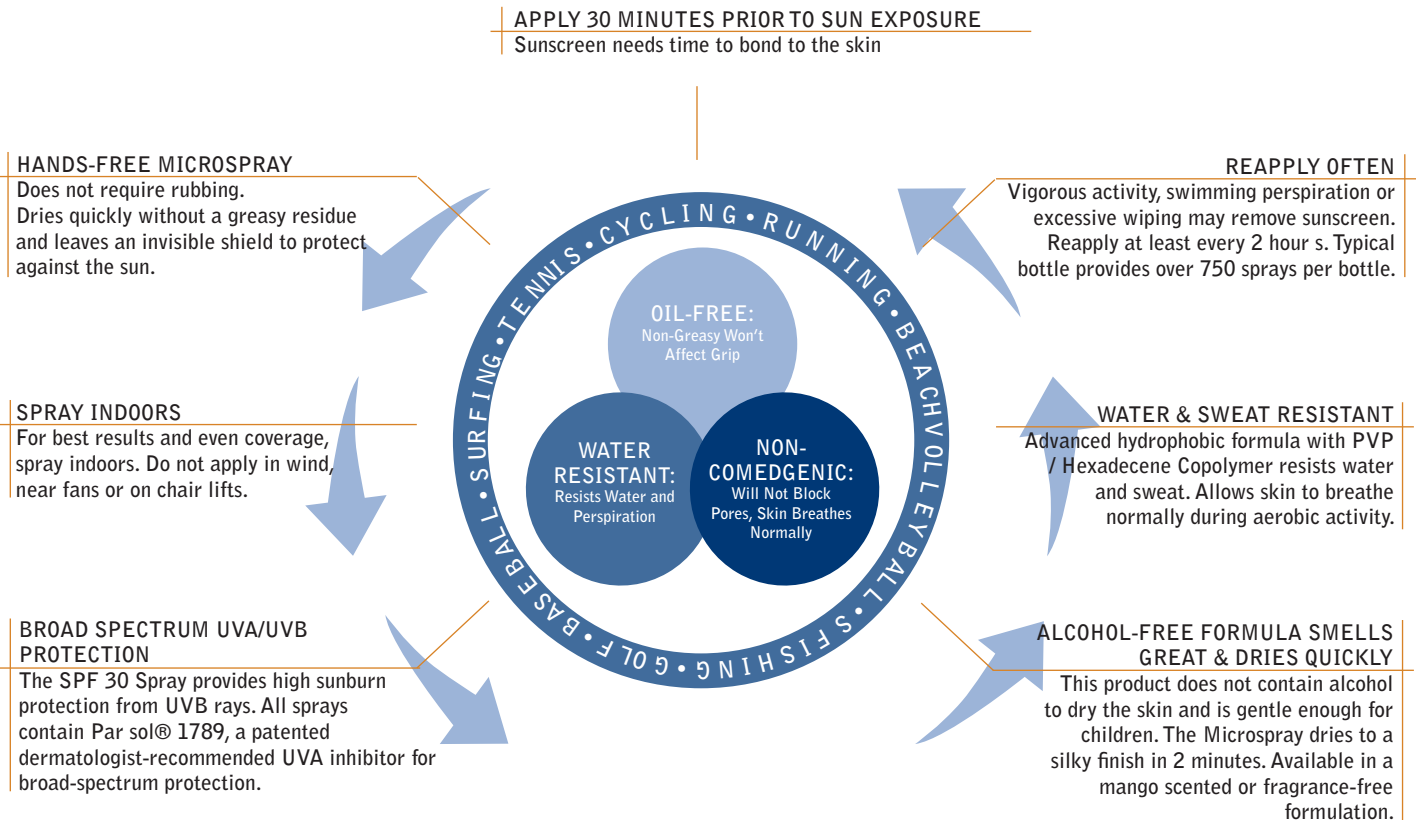 APPLY 30 MINUTES PRIOR TO SUN EXPOSURE
Sunscreen needs time to bond to the skin
HANDS-FREE MICROSPRAY
Does not require rubbing.
Dries quickly without a greasy residue
and leaves an invisible shield to protect
against the sun.
SPRAY INDOORS
For best results and even coverage,
spray indoors. Do not apply in wind,
near fans or on chair lifts.
BROAD SPECTRUM UVA/UVB
PROTECTION
The SPF 30 Spray provides high sunburn
protection from UVB rays. All sprays
contain Par sol® 1789, a patented
dermatologist-recommended UVA inhibitor for
broad-spectrum protection.
CYCLING • RUNNING • BEACHVOLLEYBALL • SFISHING • GOLF • BASEBALL • SURFING • TENNIS •
OIL-FREE:
Non-Greasy Won't
Affect Grip
WATER
RESISTANT:
Resists Water and
Perspiration
NON-
COMEDGENIC:
Will Not Block
Pores, Skin Breathes
Normally
REAPPLY OFTEN
Vigorous activity, swimming perspiration or
excessive wiping may remove sunscreen.
Reapply at least every 2 hour s. Typical
bottle provides over 750 sprays per bottle.
WATER & SWEAT RESISTANT
Advanced hydrophobic formula with PVP
/ Hexadecene Copolymer resists water
and sweat. Allows skin to breathe
normally during aerobic activity.
ALCOHOL-FREE FORMULA SMELLS
GREAT & DRIES QUICKLY
This product does not contain alcohol
to dry the skin and is gentle enough for
children. The Microspray dries to a
silky finish in 2 minutes. Available in a
mango scented or fragrance-free
formulation.